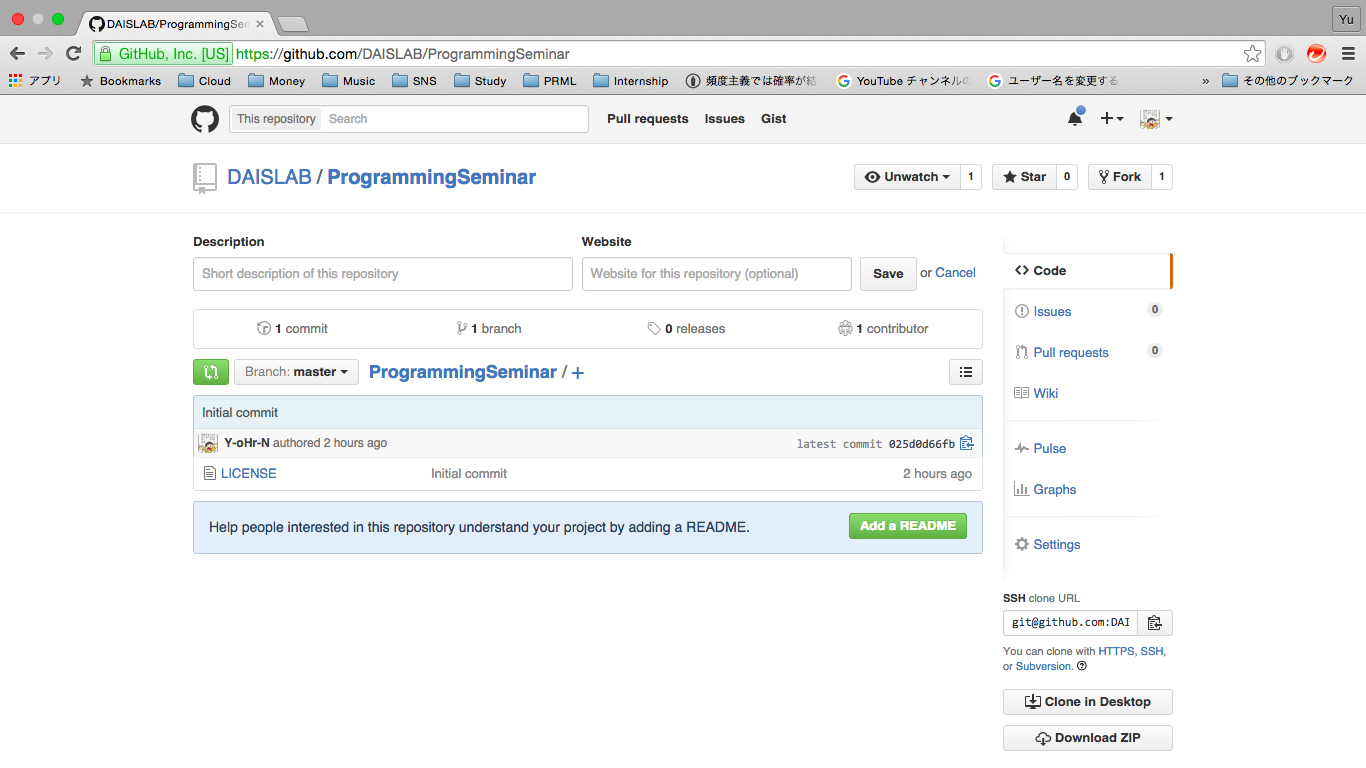 DAISLAB/ProgrammingSem
Yu
GitHub, Inc. [US] https://github.com/DAISLAB/ProgrammingSeminar
アプリ Bookmarks Cloud Money Music SNS Study PRML Internship 頻度主義では確率が結 YouTube チャンネルの ユーザー名を変更する » その他のブックマーク
This repository Search Pull requests Issues Gist
DAISLAB / ProgrammingSeminar
Unwatch 1 Star 0 Fork 1
Description Website
Short description of this repository Website for this repository (optional) Save or Cancel
1 commit 1 branch 0 releases 1 contributor
Branch: master ProgrammingSeminar / +
Initial commit
Y-oHr-N authored 2 hours ago latest commit 025d0d66fb
LICENSE Initial commit 2 hours ago
Help people interested in this repository understand your project by adding a README. Add a README
Code
Issues 0
Pull requests 0
Wiki
Pulse
Graphs
Settings
SSH clone URL
git@github.com:DAI
You can clone with HTTPS, SSH,
or Subversion.
Clone in Desktop
Download ZIP